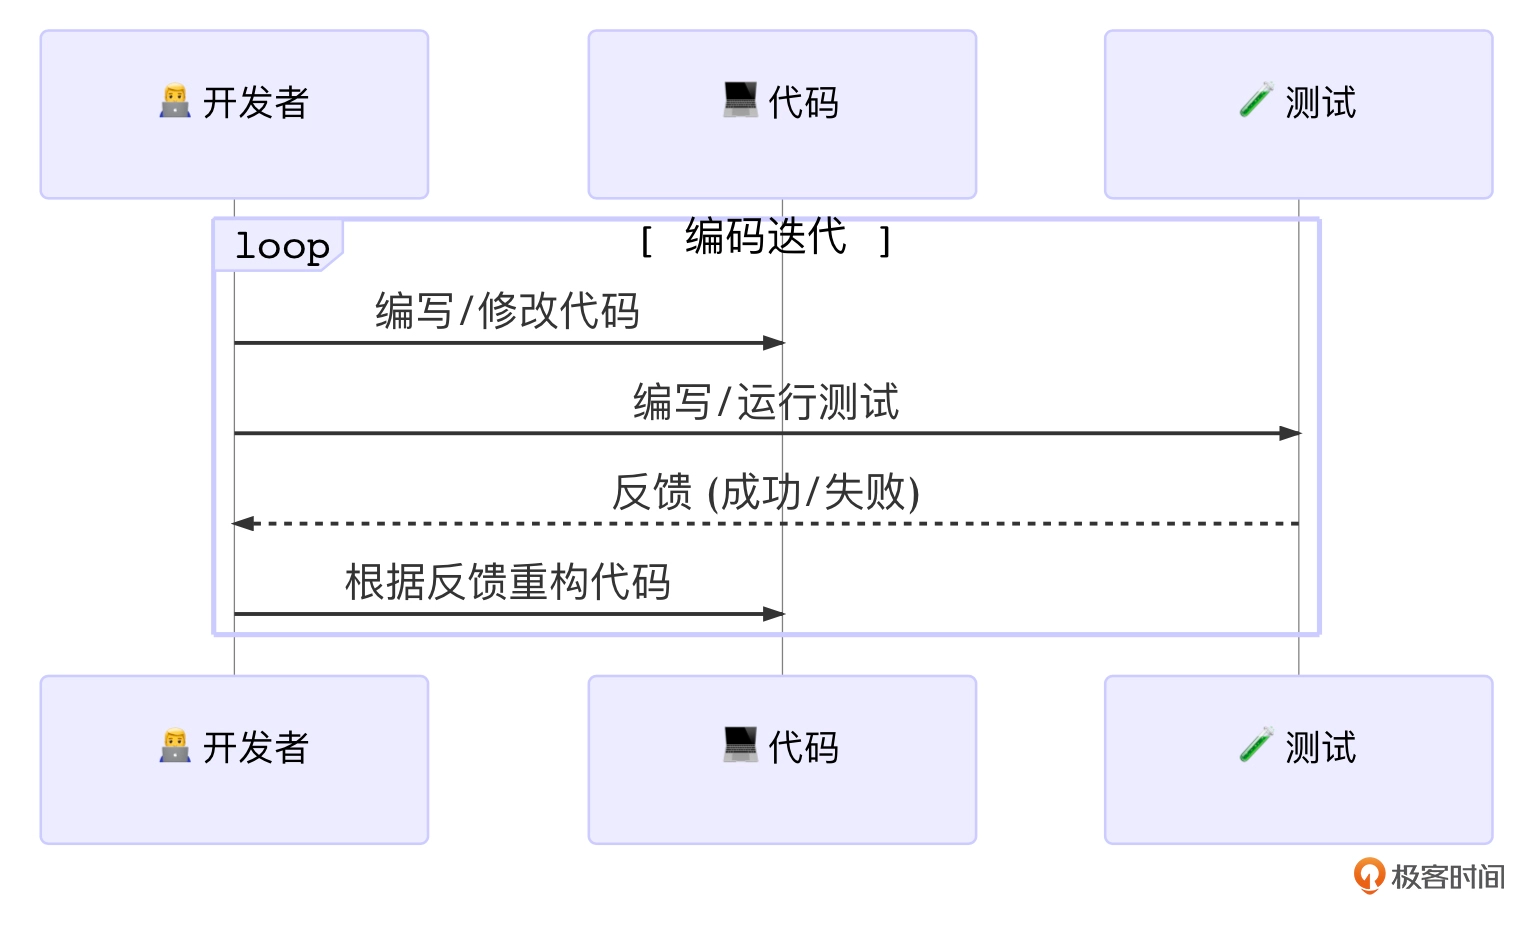 开发者
代码
测试
loop
[ 编码迭代 ]
编写/修改代码
编写/运行测试
反馈 (成功/失败)
根据反馈重构代码
开发者
代码
测试
极客时间